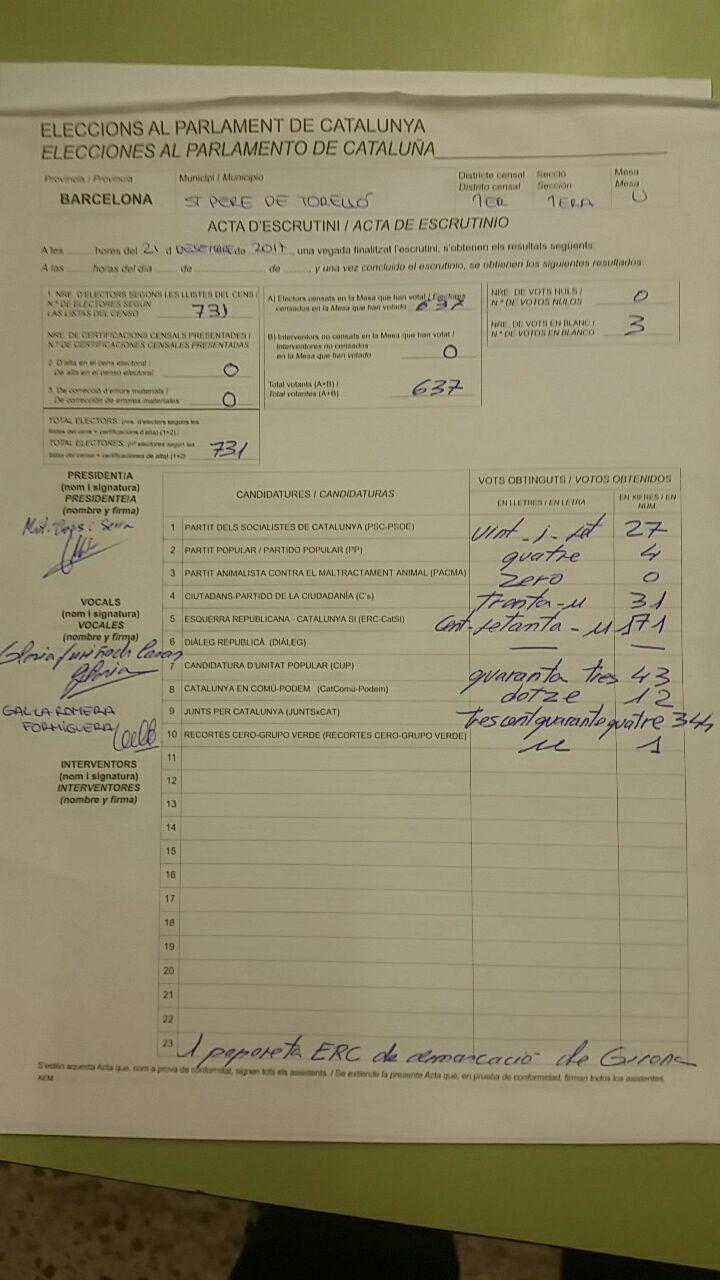 ELECCIONS AL PARLAMENT DE CATALUNYA
ELECCIONES AL PARLAMENTO DE CATALUÑA
Província / Provincia
BARCELONA
Municipi / Municipio
ST PERE DE TORELLÓ
Districte censal
Distrito censal
1ER
Secció
Sección
1ERA
Mesa
Mesa
U
ACTA D'ESCRUTINI / ACTA DE ESCRUTINIO
A les hores del 21 d DESEMBRE de 2017, una vegada finalitzat l'escrutini, s'obtenen els resultats següents:
A las horas del día de de , y una vez concluido el escrutinio, se obtienen los siguientes resultados:
1. NRE. D'ELECTORS SEGONS LES LLISTES DEL CENS /
N.º DE ELECTORES SEGÚN
LAS LISTAS DEL CENSO 731
NRE. DE CERTIFICACIONS CENSALS PRESENTADES /
N.º DE CERTIFICACIONES CENSALES PRESENTADAS
2. D'alta en el cens electoral /
De alta en el censo electoral 0
3. De correcció d'errors materials /
De corrección de errores materiales 0
TOTAL ELECTORS: (nre. d'electors segons les
llistes del cens + certificacions d'alta) (1+2) /
TOTAL ELECTORES: (nº electores según las
listas del censo + certificaciones de alta) (1+2) 731
A) Electors censats en la Mesa que han votat / Electores
censados en la Mesa que han votado 637
B) Interventors no censats en la Mesa que han votat /
Interventores no censados
en la Mesa que han votado 0
Total votants (A+B) /
Total votantes (A+B) 637
NRE. DE VOTS NULS /
N.º DE VOTOS NULOS 0
NRE. DE VOTS EN BLANC /
N.º DE VOTOS EN BLANCO 3
PRESIDENT/A
(nom i signatura)
PRESIDENTE/A
(nombre y firma)
VOCALS
(nom i signatura)
VOCALES
(nombre y firma)
GAL·LA ROMERA
FORMIGUERA
INTERVENTORS
(nom i signatura)
INTERVENTORES
(nombre y firma)
CANDIDATURES / CANDIDATURAS
VOTS OBTINGUTS / VOTOS OBTENIDOS
EN LLETRES / EN LETRA
EN XIFRES / EN NÚM.
1 PARTIT DELS SOCIALISTES DE CATALUNYA (PSC-PSOE) vint-i-set 27
2 PARTIT POPULAR / PARTIDO POPULAR (PP) quatre 4
3 PARTIT ANIMALISTA CONTRA EL MALTRACTAMENT ANIMAL (PACMA) zero 0
4 CIUTADANS-PARTIDO DE LA CIUDADANÍA (C's) trenta-u 31
5 ESQUERRA REPUBLICANA - CATALUNYA SI (ERC-CatSí) Cent-setanta-u 171
6 DIÀLEG REPUBLICÀ (DIÀLEG) — —
7 CANDIDATURA D'UNITAT POPULAR (CUP) quaranta tres 43
8 CATALUNYA EN COMÚ-PODEM (CatComú-Podem) dotze 12
9 JUNTS PER CATALUNYA (JUNTSxCAT) trescent quaranta quatre 344
10 RECORTES CERO-GRUPO VERDE (RECORTES CERO-GRUPO VERDE) u 1
11
12
13
14
15
16
17
18
19
20
21
22
23 1 papereta ERC de demarcació de Girona
S'estén aquesta Acta que, com a prova de conformitat, signen tots els assistents. / Se extiende la presente Acta que, en prueba de conformidad, firman todos los asistentes.
AEM